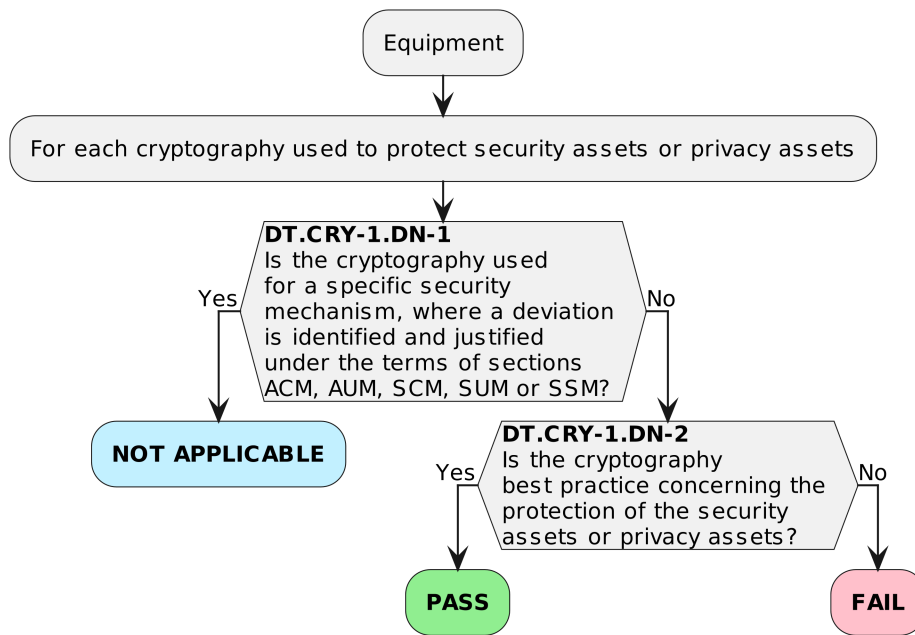 Equipment
For each cryptography used to protect security assets or privacy assets
DT.CRY-1.DN-1
Is the cryptography used
for a specific security
mechanism, where a deviation
is identified and justified
under the terms of sections
ACM, AUM, SCM, SUM or SSM?
Yes
No
NOT APPLICABLE
DT.CRY-1.DN-2
Is the cryptography
best practice concerning the
protection of the security
assets or privacy assets?
Yes
No
PASS
FAIL